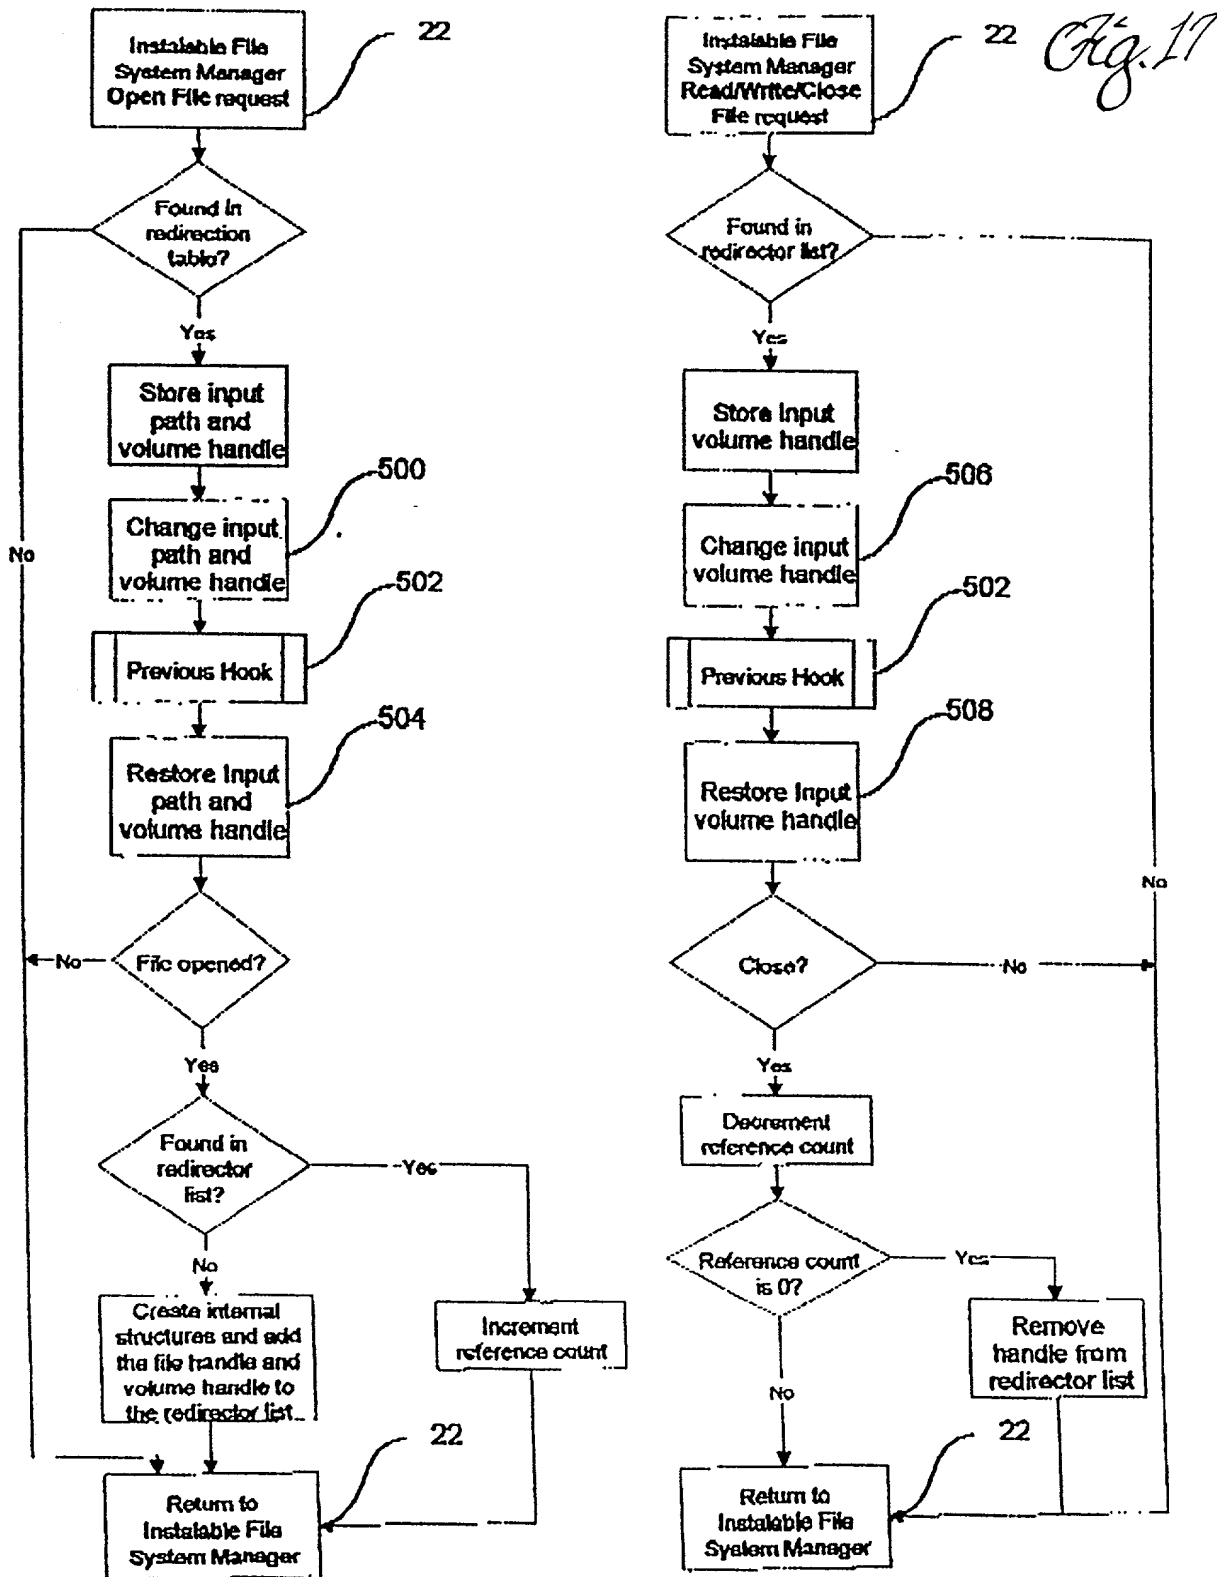 Fig. 17
Instalable File
System Manager
Open File request
22
Found in
redirection
table?
Yes
No
Store input
path and
volume handle
500
Change input
path and
volume handle
502
Previous Hook
504
Restore Input
path and
volume handle
File opened?
No
Yes
Found in
redirector
list?
Yes
No
Create internal
structures and add
the file handle and
volume handle to
the redirector list
Increment
reference count
22
Return to
Instalable File
System Manager
Instalable File
System Manager
Read/Write/Close
File request
22
Found in
redirector list?
Yes
No
Store Input
volume handle
506
Change input
volume handle
502
Previous Hook
508
Restore Input
volume handle
Close?
No
Yes
Decrement
reference count
Reference count
is 0?
Yes
No
Remove
handle from
redirector list
22
Return to
Instalable File
System Manager